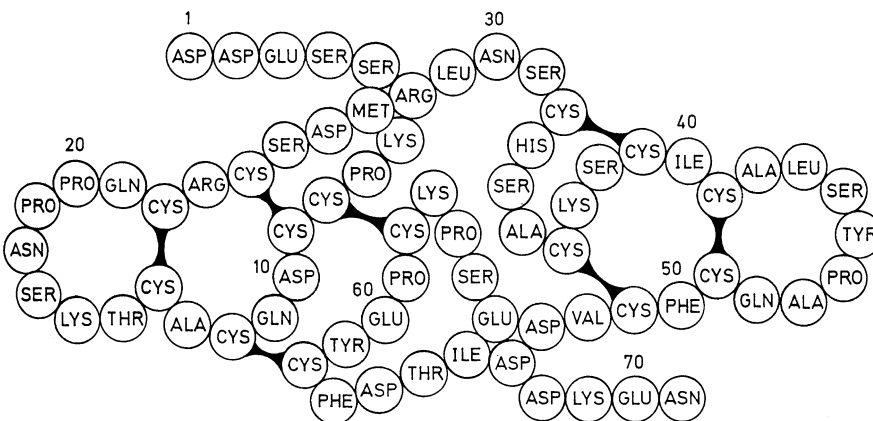 1 30
ASP ASP GLU SER SER LEU ASN SER
MET ARG CYS
20 40
SER ASP LYS HIS CYS
SER ILE ALA LEU
PRO GLN ARG CYS PRO LYS SER SER
PRO CYS CYS LYS CYS
CYS CYS PRO ALA TYR
ASN CYS
CYS 10 ASP PRO SER CYS PRO
SER 60 50 GLN ALA
LYS THR ALA GLN GLU GLU ASP VAL CYS PHE
CYS TYR ILE
CYS PHE ASP THR ASP 70
ASP LYS GLU ASN